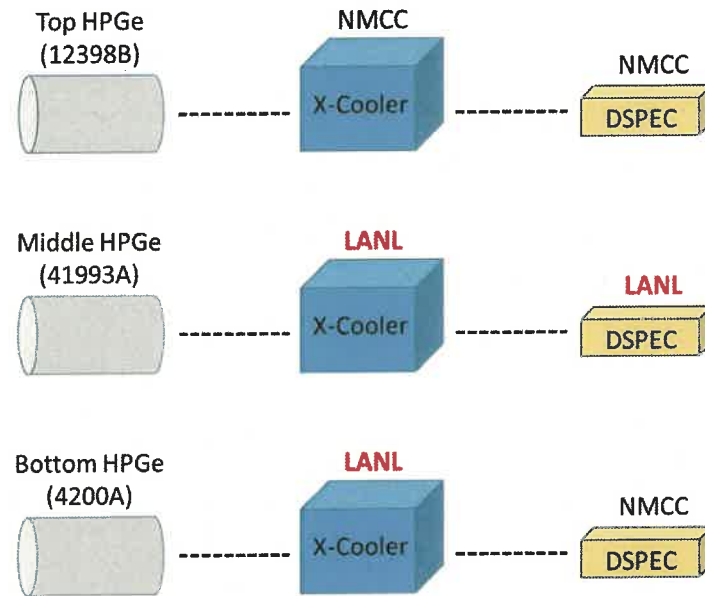 Top HPGe
(12398B)
NMCC
X-Cooler
NMCC
DSPEC
Middle HPGe
(41993A)
LANL
X-Cooler
LANL
DSPEC
Bottom HPGe
(4200A)
LANL
X-Cooler
NMCC
DSPEC